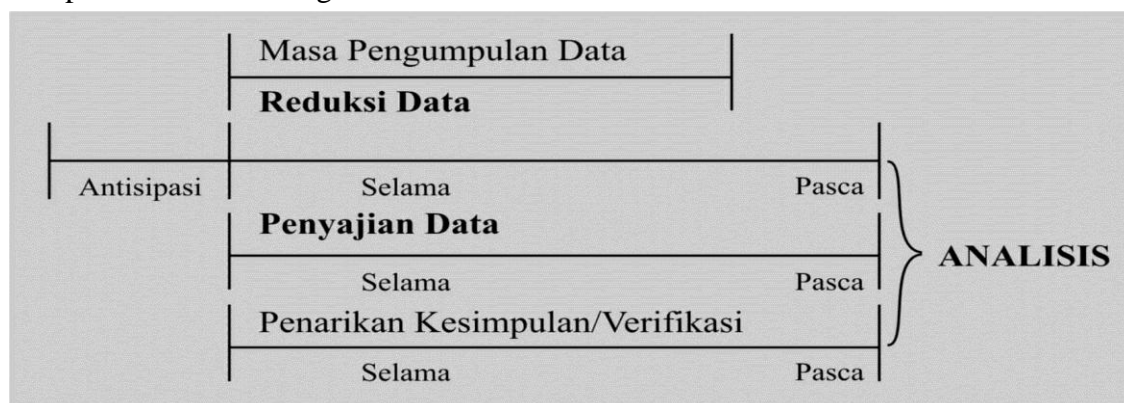 Masa Pengumpulan Data
Reduksi Data
Antisipasi Selama Pasca
Penyajian Data
Selama Pasca
ANALISIS
Penarikan Kesimpulan/Verifikasi
Selama Pasca